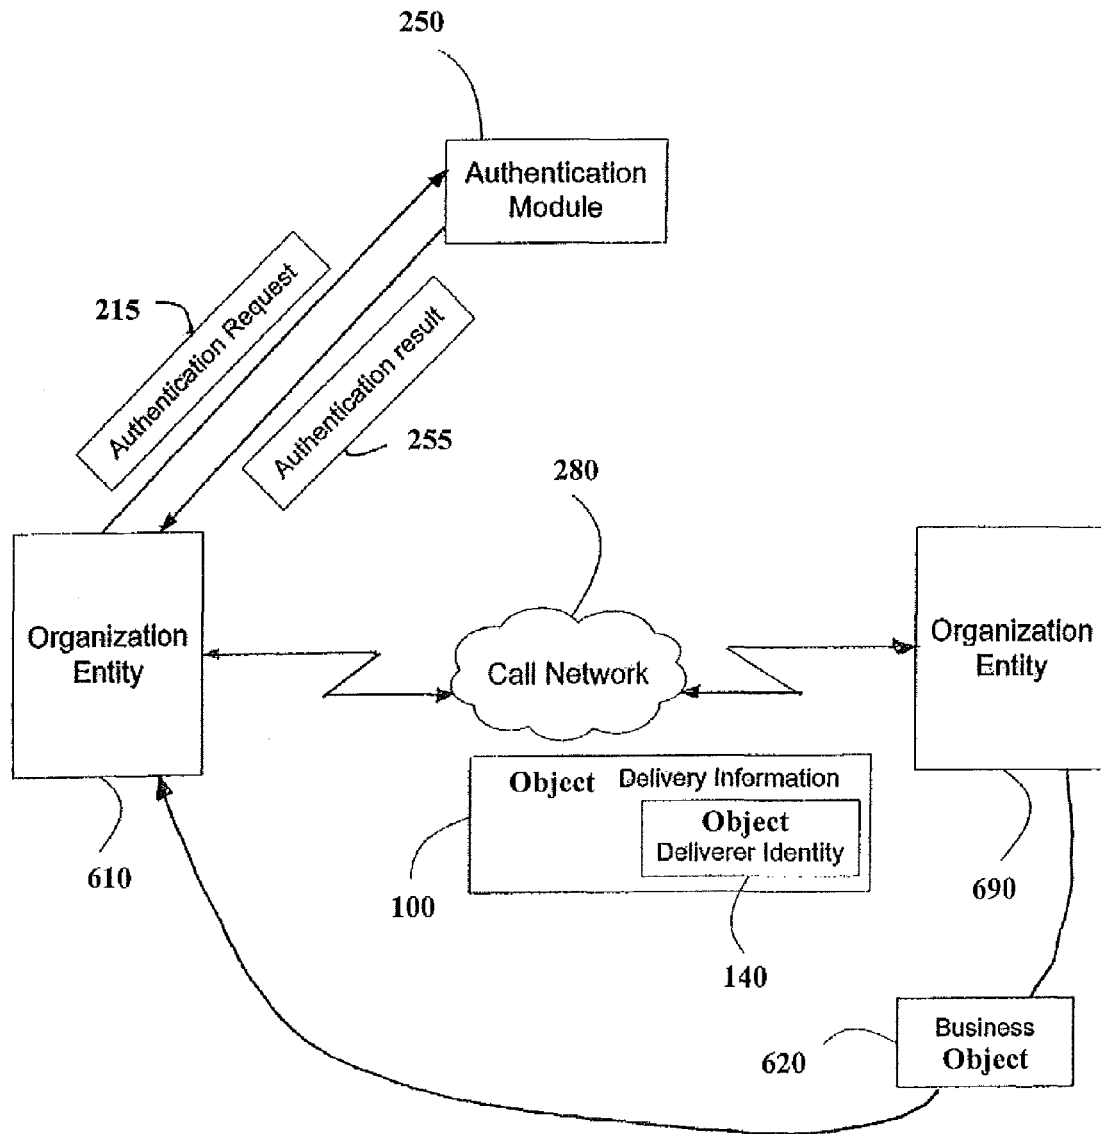 250
Authentication
Module
215
Authentication Request
Authentication result
255
280
Organization
Entity
Call Network
Organization
Entity
Object Delivery Information
Object
Deliverer Identity
610
100
690
140
Business
Object
620